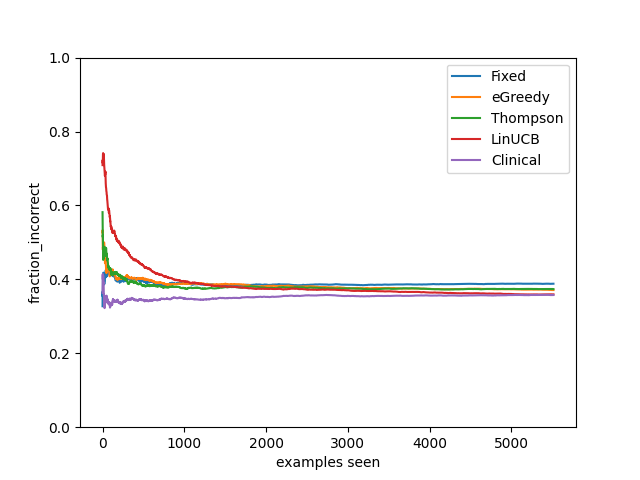 1.0
0.8
0.6
0.4
0.2
0.0
fraction_incorrect
Fixed
eGreedy
Thompson
LinUCB
Clinical
0 1000 2000 3000 4000 5000
examples seen